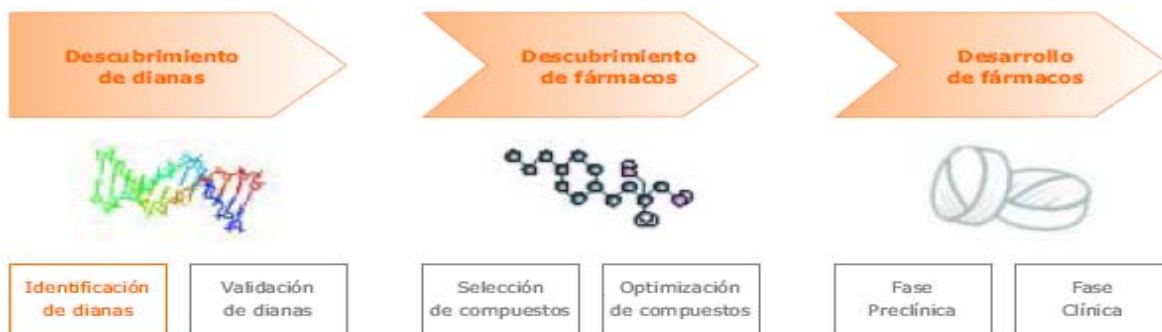 Descubrimiento
de dianas
Descubrimiento
de fármacos
Desarrollo
de fármacos
Identificación
de dianas
Validación
de dianas
Selección
de compuestos
Optimización
de compuestos
Fase
Preclínica
Fase
Clínica